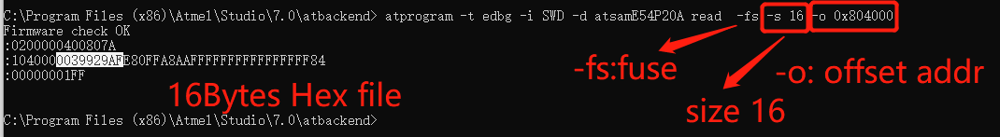 C:\Program Files (x86)\Atmel\Studio\7.0\atbackend> atprogram -t edbg -i SWD -d atsamE54P20A read  -fs -s 16 -o 0x804000
Firmware check OK
:0200000400807A
:1040000039929AFE80FFA8AAFFFFFFFFFFFFFFFF84
:00000001FF
-fs:fuse
-o: offset addr
16Bytes Hex file
size 16
C:\Program Files (x86)\Atmel\Studio\7.0\atbackend>